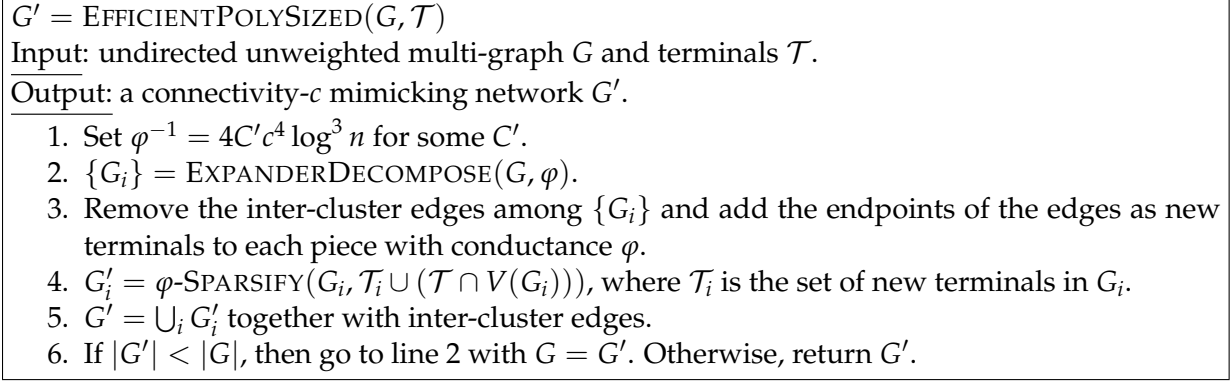 G′ = EFFICIENTPOLYSIZED(G, 𝒯)
Input: undirected unweighted multi-graph G and terminals 𝒯.
Output: a connectivity-c mimicking network G′.
1. Set φ⁻¹ = 4C′c⁴ log³ n for some C′.
2. {Gᵢ} = EXPANDERDECOMPOSE(G, φ).
3. Remove the inter-cluster edges among {Gᵢ} and add the endpoints of the edges as new
terminals to each piece with conductance φ.
4. G′ᵢ = φ-SPARSIFY(Gᵢ, 𝒯ᵢ ∪ (𝒯 ∩ V(Gᵢ))), where 𝒯ᵢ is the set of new terminals in Gᵢ.
5. G′ = ⋃ᵢ G′ᵢ together with inter-cluster edges.
6. If |G′| < |G|, then go to line 2 with G = G′. Otherwise, return G′.